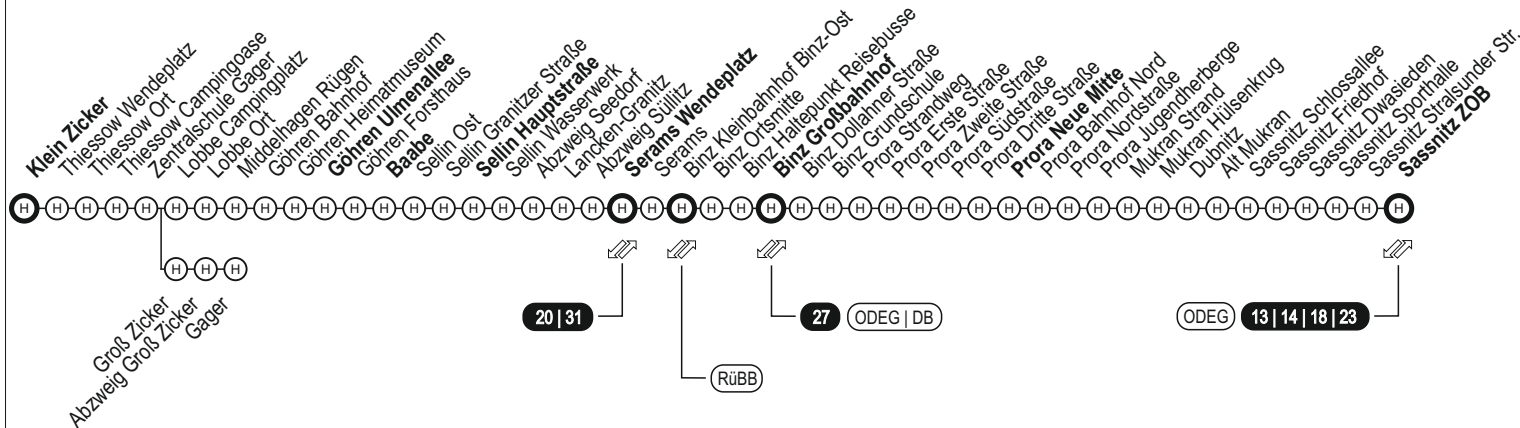 Klein Zicker
Thiessow Wendeplatz
Thiessow Ort
Thiessow Campingoase
Zentralschule Gager
Lobbe Campingplatz
Lobbe Ort
Middelhagen Rügen
Göhren Bahnhof
Göhren Heimatmuseum
Göhren Ulmenallee
Göhren Forsthaus
Baabe
Sellin Ost
Sellin Granitzer Straße
Sellin Hauptstraße
Sellin Wasserwerk
Abzweig Seedorf
Lancken-Granitz
Abzweig Süllitz
Serams Wendeplatz
Serams
Binz Kleinbahnhof Binz-Ost
Binz Ortsmitte
Binz Haltepunkt Reisebusse
Binz Großbahnhof
Binz Dollahner Straße
Binz Grundschule
Prora Strandweg
Prora Erste Straße
Prora Zweite Straße
Prora Südstraße
Prora Dritte Straße
Prora Neue Mitte
Prora Bahnhof Nord
Prora Nordstraße
Prora Jugendherberge
Mukran Strand
Mukran Hülsenkrug
Dubnitz
Alt Mukran
Sassnitz Schlossallee
Sassnitz Friedhof
Sassnitz Dwasieden
Sassnitz Sporthalle
Sassnitz Stralsunder Str.
Sassnitz ZOB
H H H H H H H H H H H H H H H H H H H H H H H H H H H H H H H H H H H H H H H H H H H H H H H
H H H
Groß Zicker
Abzweig Groß Zicker
Gager
20 | 31
27 ODEG | DB
ODEG 13 | 14 | 18 | 23
RüBB